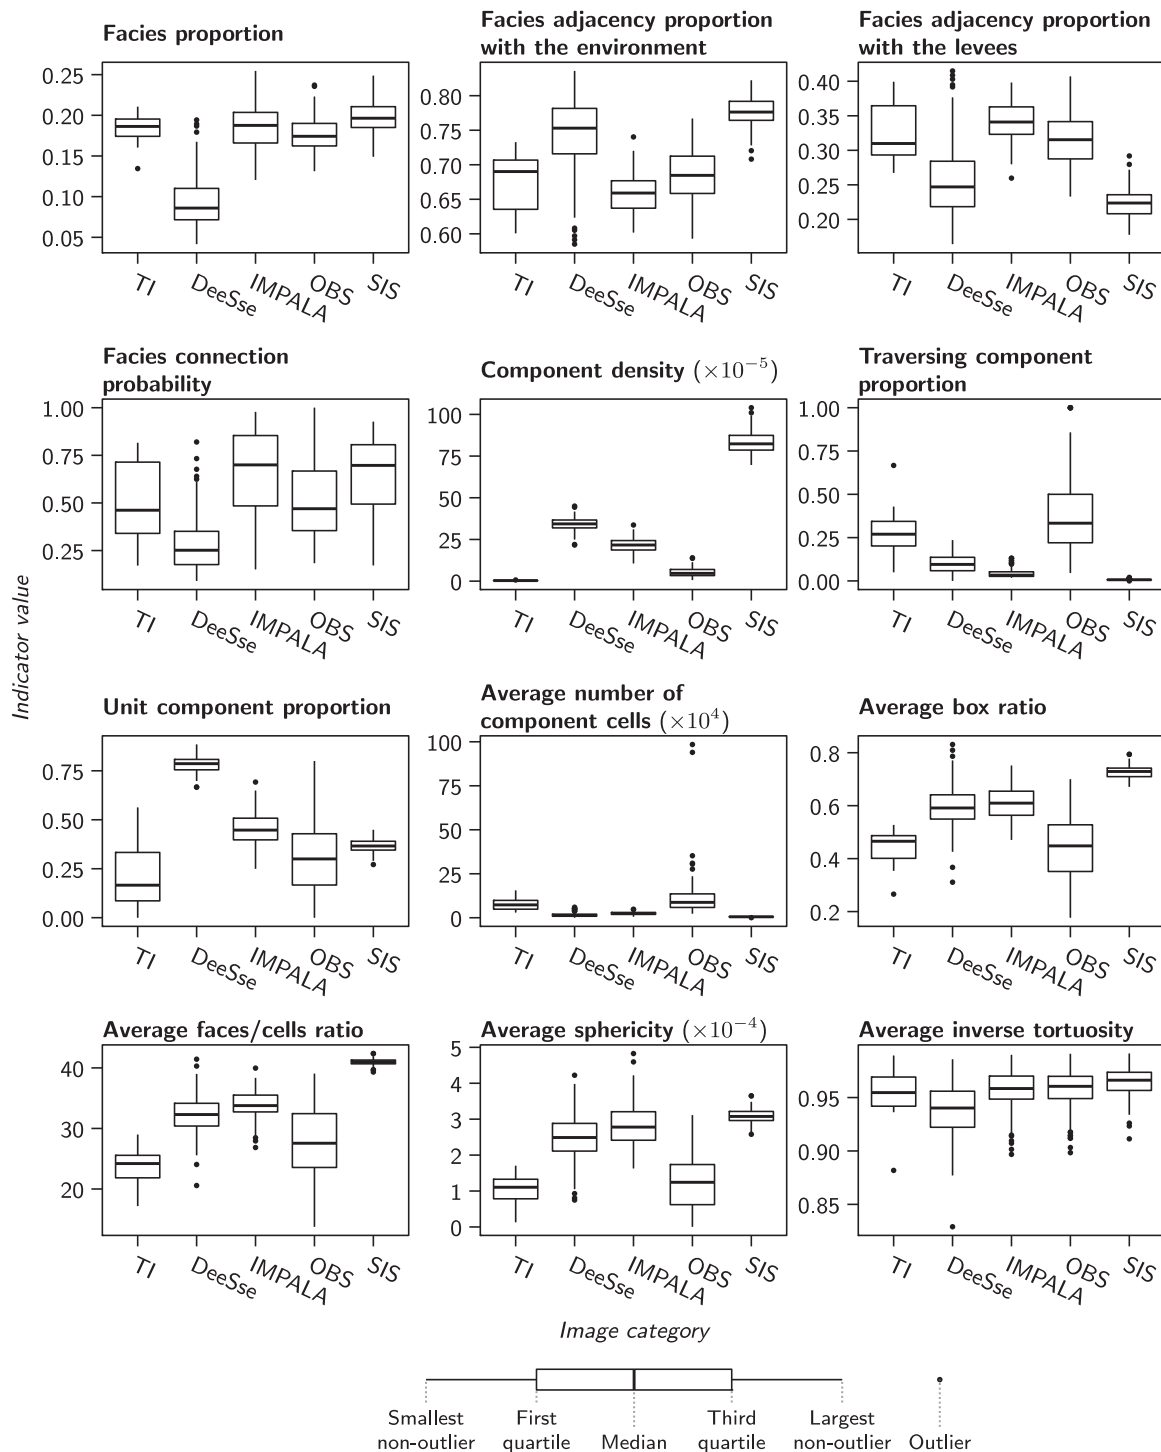 Facies proportion
0.25
0.20
0.15
0.10
0.05
TI
DeeSse
IMPALA
OBS
SIS
Facies adjacency proportion
with the environment
0.80
0.75
0.70
0.65
0.60
TI
DeeSse
IMPALA
OBS
SIS
Facies adjacency proportion
with the levees
0.40
0.35
0.30
0.25
0.20
TI
DeeSse
IMPALA
OBS
SIS
Facies connection
probability
1.00
0.75
0.50
0.25
TI
DeeSse
IMPALA
OBS
SIS
Component density (×10⁻⁵)
100
75
50
25
0
TI
DeeSse
IMPALA
OBS
SIS
Traversing component
proportion
1.00
0.75
0.50
0.25
0.00
TI
DeeSse
IMPALA
OBS
SIS
Indicator value
Unit component proportion
0.75
0.50
0.25
0.00
TI
DeeSse
IMPALA
OBS
SIS
Average number of
component cells (×10⁴)
100
75
50
25
0
TI
DeeSse
IMPALA
OBS
SIS
Average box ratio
0.8
0.6
0.4
0.2
TI
DeeSse
IMPALA
OBS
SIS
Average faces/cells ratio
40
30
20
TI
DeeSse
IMPALA
OBS
SIS
Average sphericity (×10⁻⁴)
5
4
3
2
1
0
TI
DeeSse
IMPALA
OBS
SIS
Average inverse tortuosity
0.95
0.90
0.85
TI
DeeSse
IMPALA
OBS
SIS
Image category
Smallest
non-outlier
First
quartile
Median
Third
quartile
Largest
non-outlier
Outlier